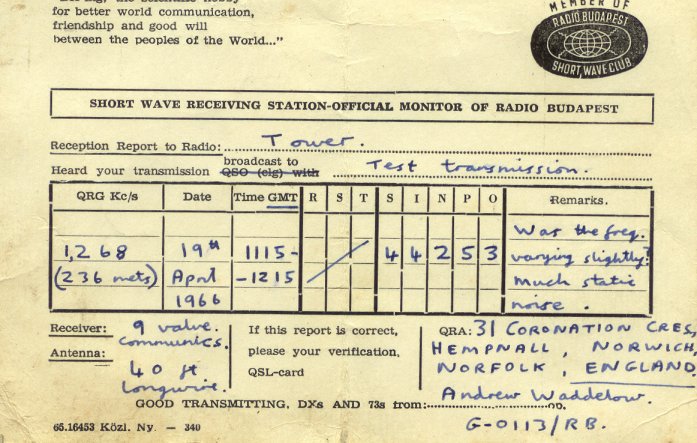 for better world communication,
friendship and good will
between the peoples of the World..."
MEMBER OF
RADIO BUDAPEST
SHORT WAVE CLUB
SHORT WAVE RECEIVING STATION-OFFICIAL MONITOR OF RADIO BUDAPEST
Reception Report to Radio: Tower.
Heard your transmission broadcast to QSO (clg) with Test transmission.
QRG Kc/s Date Time GMT R S T S I N P O Remarks.
Was the freq.
1,268 19th 1115- 4 4 2 5 3 varying slightly?
(236 mets) April -1215 Much static
1966 noise.
Receiver: 9 valve. If this report is correct, QRA: 31 CORONATION CRES,
Communics. please your verification, HEMPNALL, NORWICH,
Antenna: 40 ft QSL-card NORFOLK, ENGLAND.
Longwire. Andrew Waddelow.
GOOD TRANSMITTING, DXs AND 73s from: op.
65.16453 Közl. Ny. — 340 G-0113/RB.